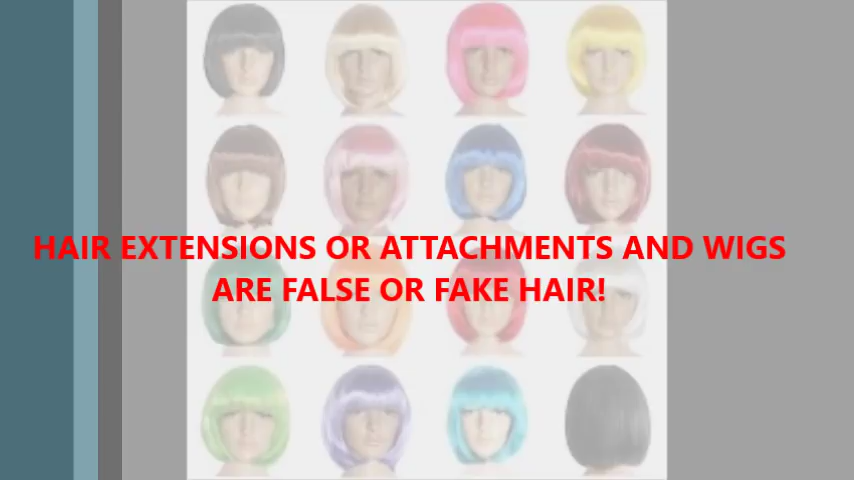 HAIR EXTENSIONS OR ATTACHMENTS AND WIGS
ARE FALSE OR FAKE HAIR!